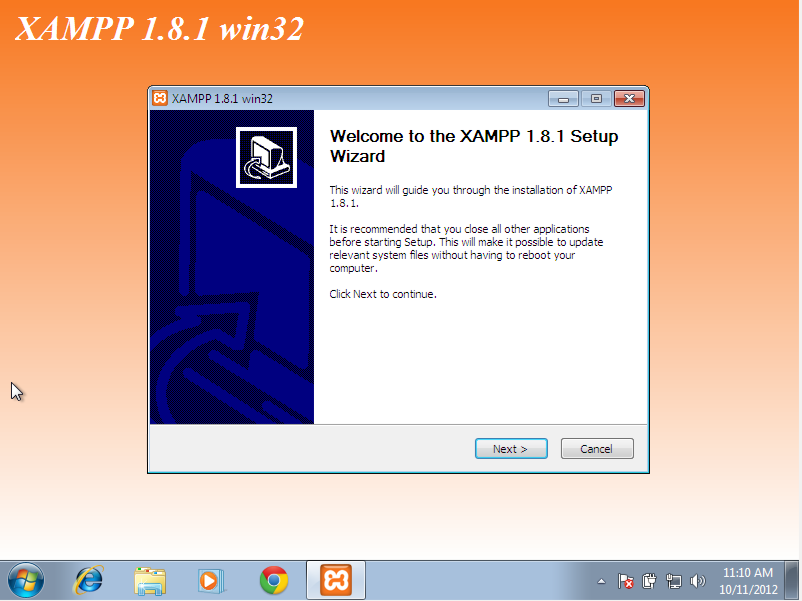 XAMPP 1.8.1 win32
XAMPP 1.8.1 win32
Welcome to the XAMPP 1.8.1 Setup
Wizard
This wizard will guide you through the installation of XAMPP
1.8.1.
It is recommended that you close all other applications
before starting Setup. This will make it possible to update
relevant system files without having to reboot your
computer.
Click Next to continue.
Next >
Cancel
11:10 AM
10/11/2012